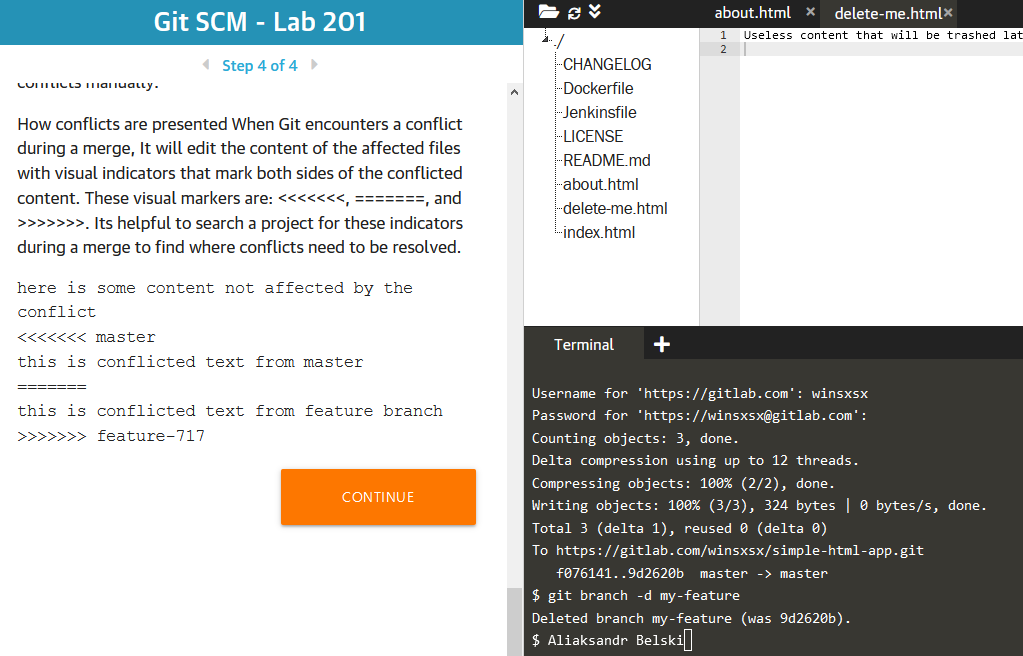 Git SCM - Lab 201
Step 4 of 4
conflicts manually.
How conflicts are presented When Git encounters a conflict
during a merge, It will edit the content of the affected files
with visual indicators that mark both sides of the conflicted
content. These visual markers are: <<<<<<<, =======, and
>>>>>>>. Its helpful to search a project for these indicators
during a merge to find where conflicts need to be resolved.
here is some content not affected by the
conflict
<<<<<<< master
this is conflicted text from master
=======
this is conflicted text from feature branch
>>>>>>> feature-717
CONTINUE
about.html × delete-me.html×
./
CHANGELOG
Dockerfile
Jenkinsfile
LICENSE
README.md
about.html
delete-me.html
index.html
1 Useless content that will be trashed lat
2
Terminal +
Username for 'https://gitlab.com': winsxsx
Password for 'https://winsxsx@gitlab.com':
Counting objects: 3, done.
Delta compression using up to 12 threads.
Compressing objects: 100% (2/2), done.
Writing objects: 100% (3/3), 324 bytes | 0 bytes/s, done.
Total 3 (delta 1), reused 0 (delta 0)
To https://gitlab.com/winsxsx/simple-html-app.git
   f076141..9d2620b  master -> master
$ git branch -d my-feature
Deleted branch my-feature (was 9d2620b).
$ Aliaksandr Belski